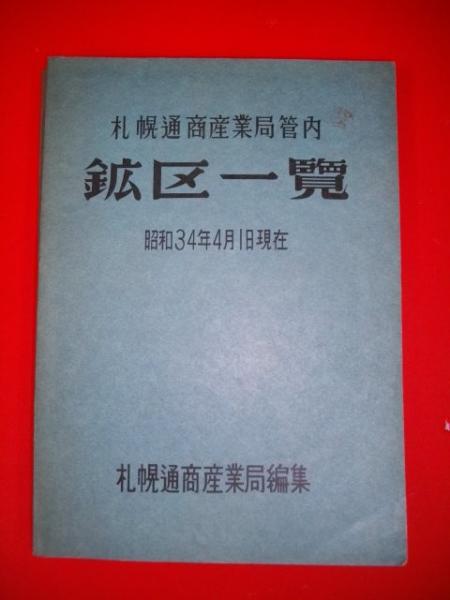 札幌通商産業局管内
鉱区一覽
昭和34年4月1日現在
札幌通商産業局編集